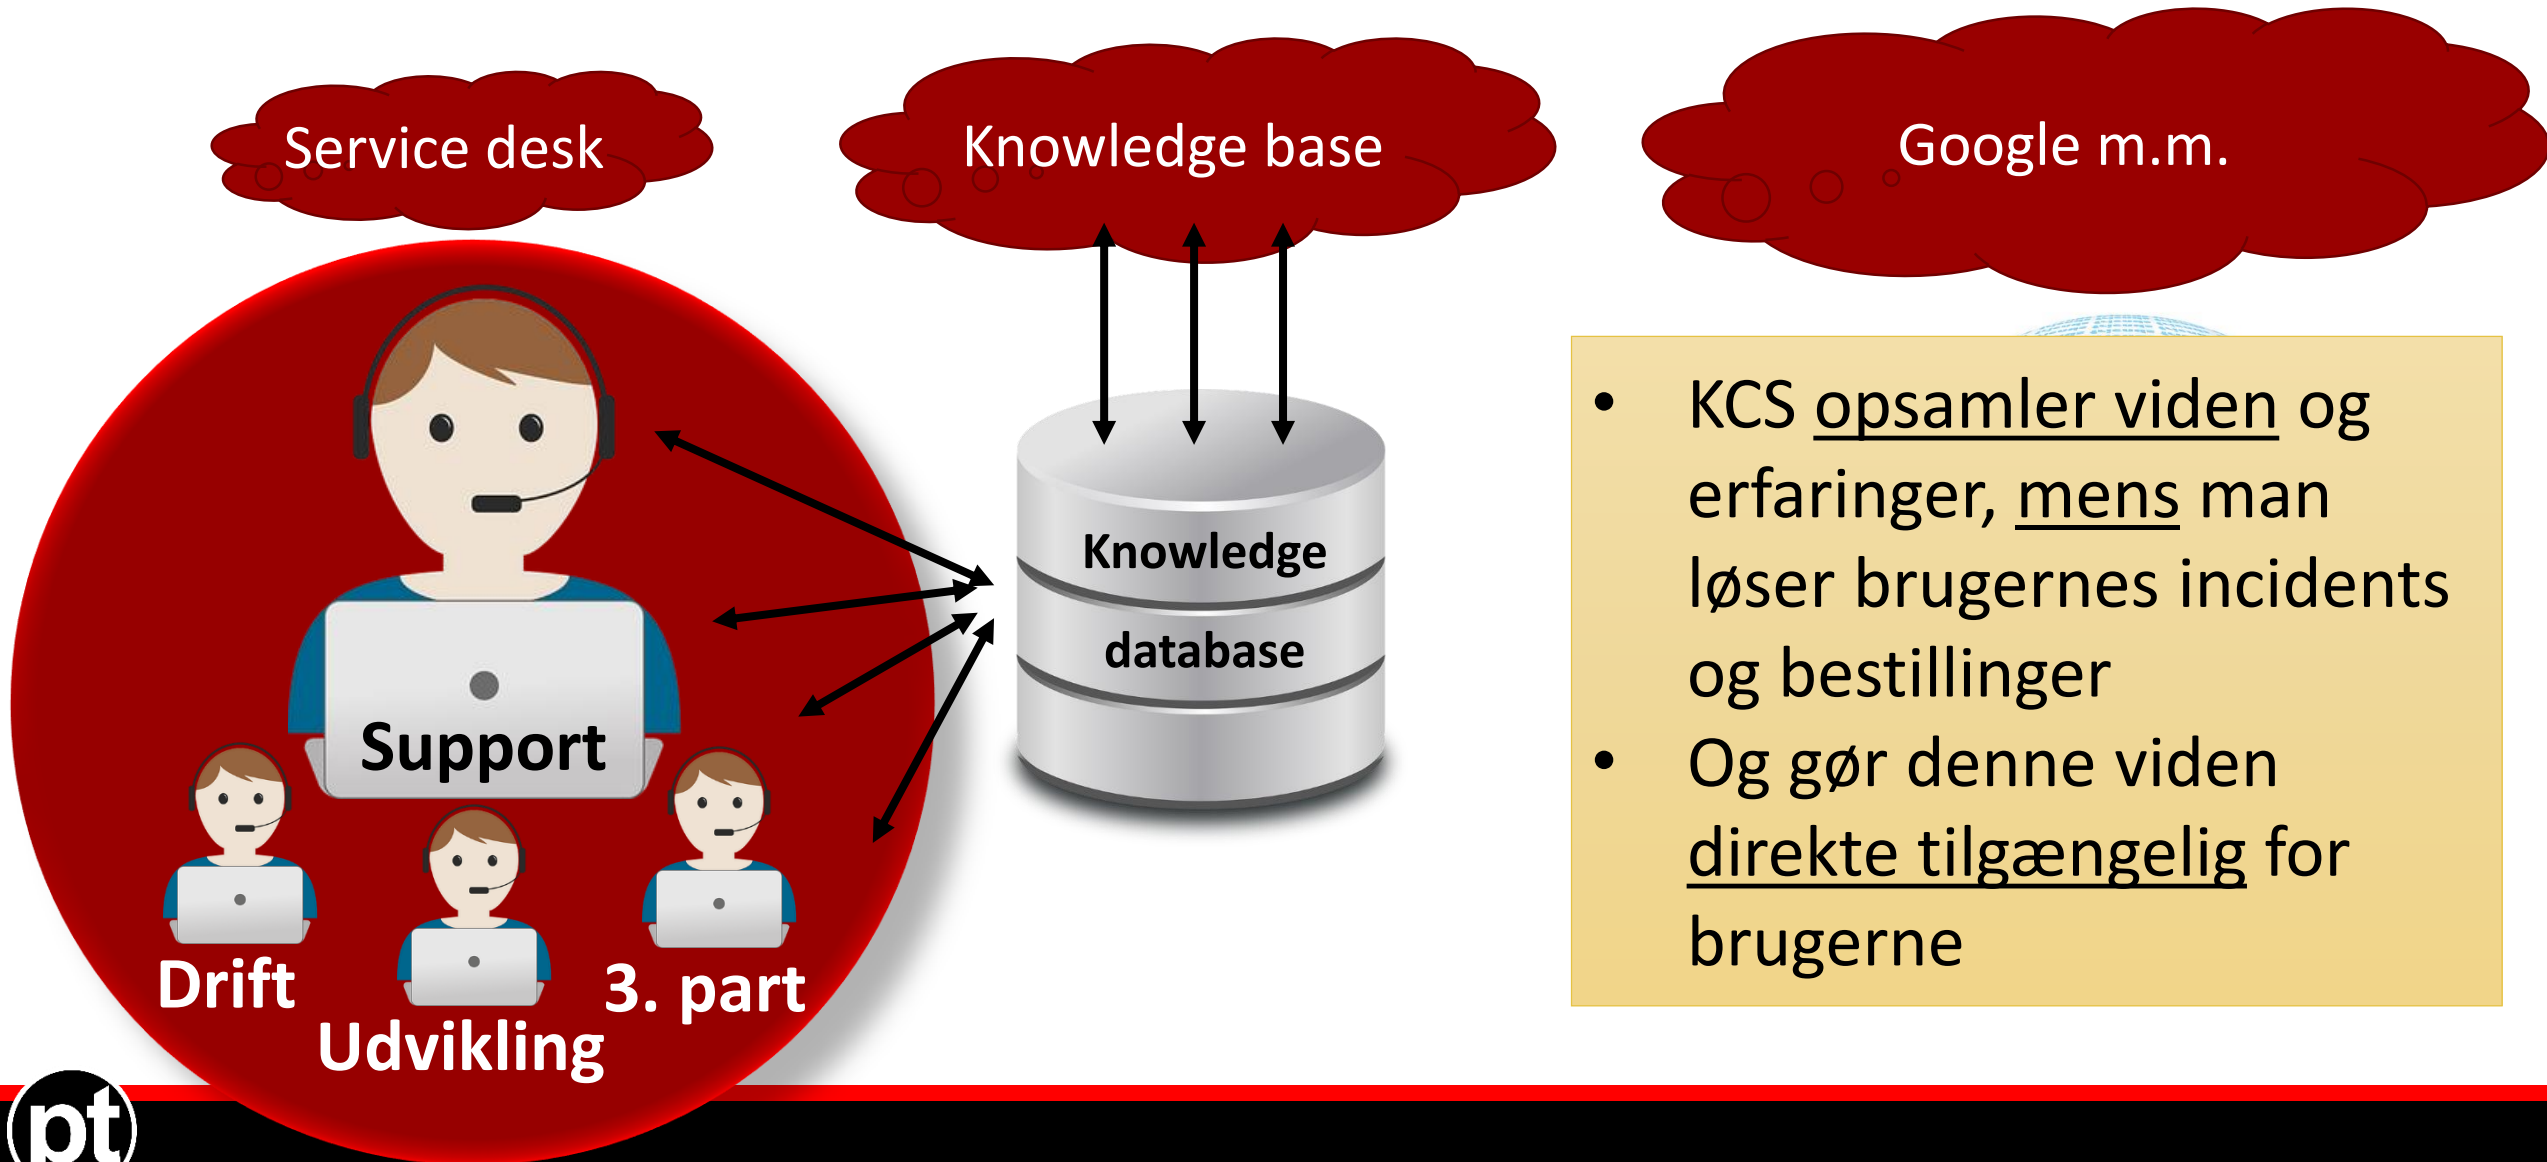 Service desk
Knowledge base
Google m.m.
Support
Drift
Udvikling
3. part
Knowledge
database
• KCS opsamler viden og
erfaringer, mens man
løser brugernes incidents
og bestillinger
• Og gør denne viden
direkte tilgængelig for
brugerne
pt